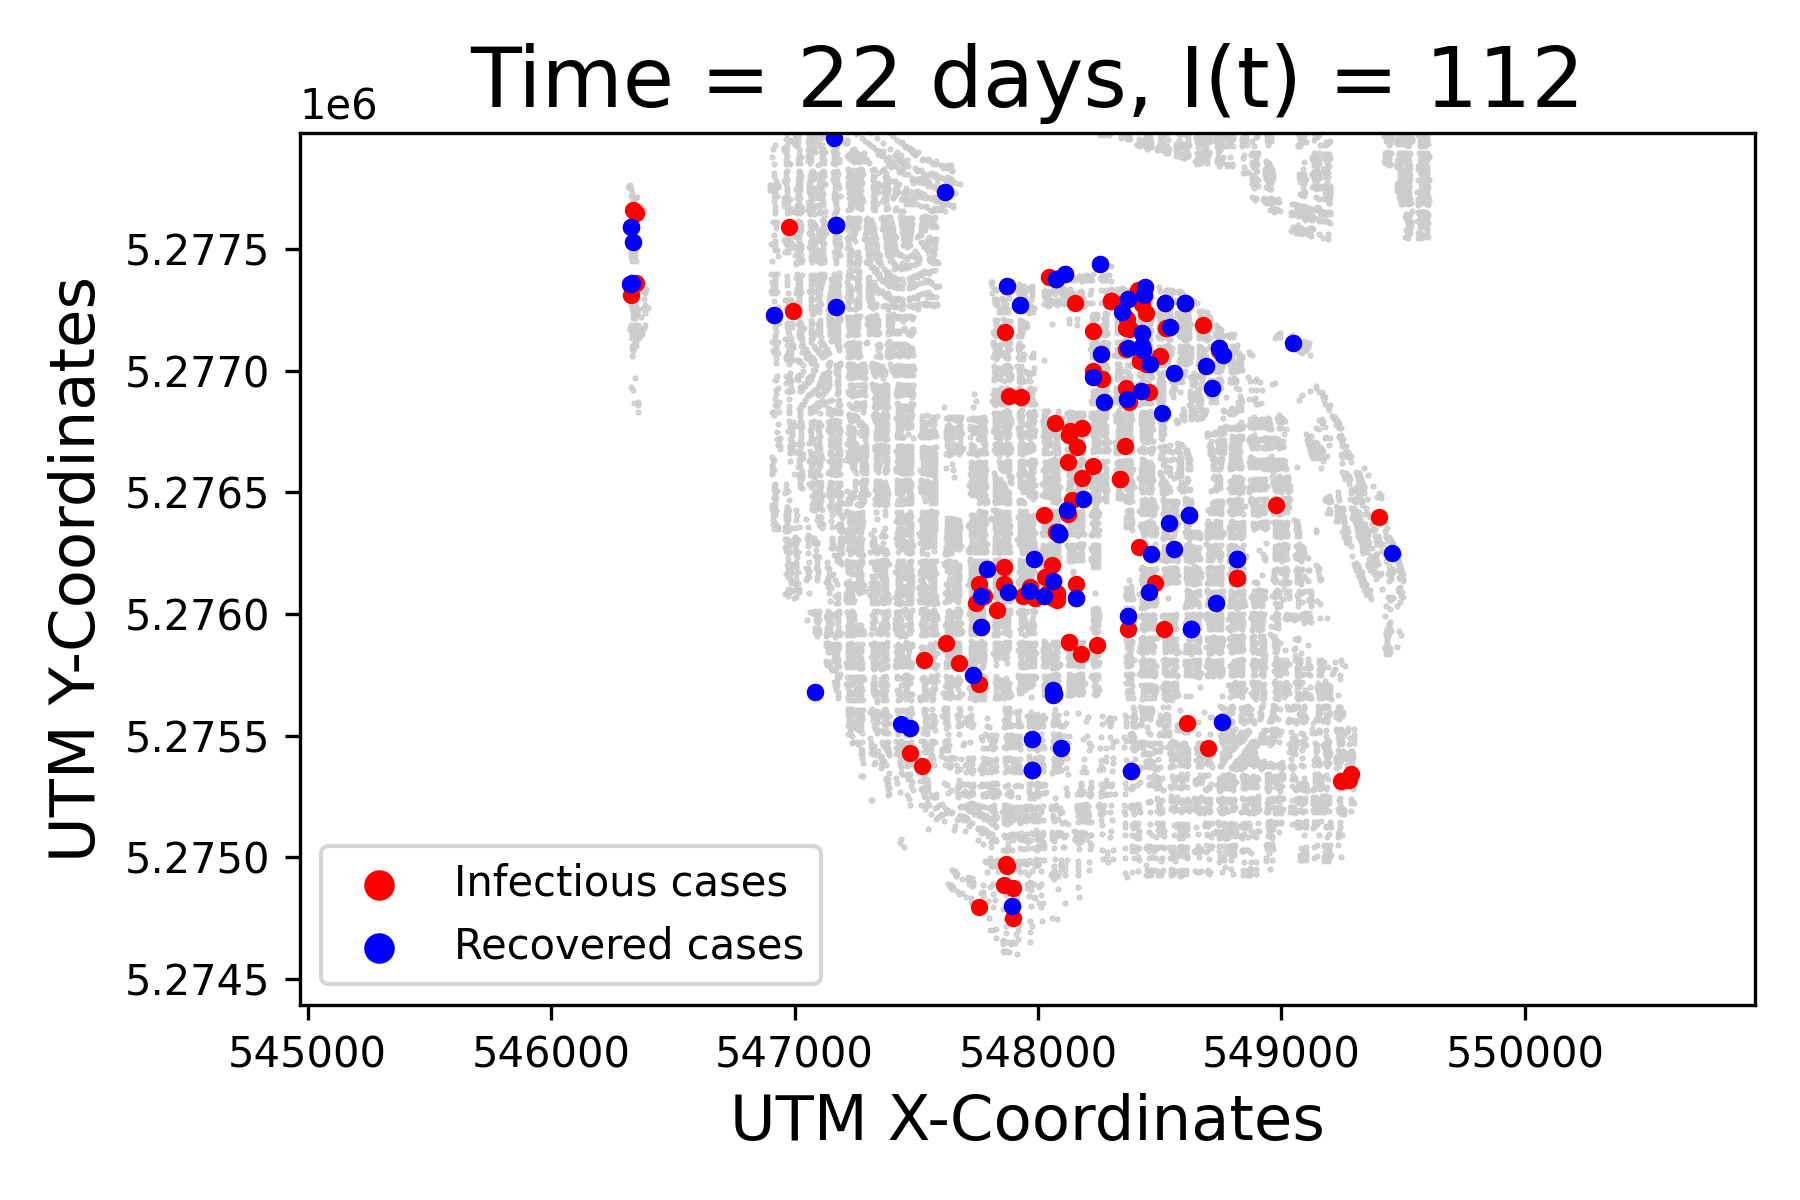 Time = 22 days, I(t) = 112
1e6
5.2775
5.2770
5.2765
5.2760
5.2755
5.2750
5.2745
UTM Y-Coordinates
Infectious cases
Recovered cases
545000 546000 547000 548000 549000 550000
UTM X-Coordinates